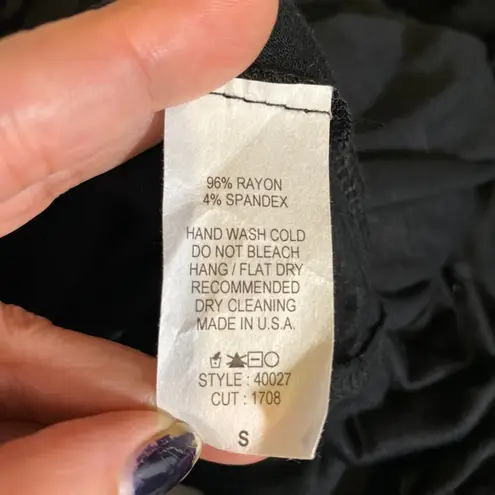 96% RAYON
4% SPANDEX
HAND WASH COLD
DO NOT BLEACH
HANG / FLAT DRY
RECOMMENDED
DRY CLEANING
MADE IN U.S.A.
STYLE : 40027
CUT : 1708
S